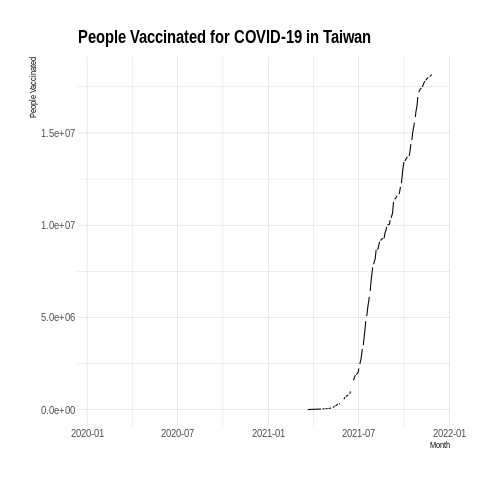 People Vaccinated for COVID-19 in Taiwan
People Vaccinated
1.5e+07
1.0e+07
5.0e+06
0.0e+00
2020-01 2020-07 2021-01 2021-07 2022-01
Month